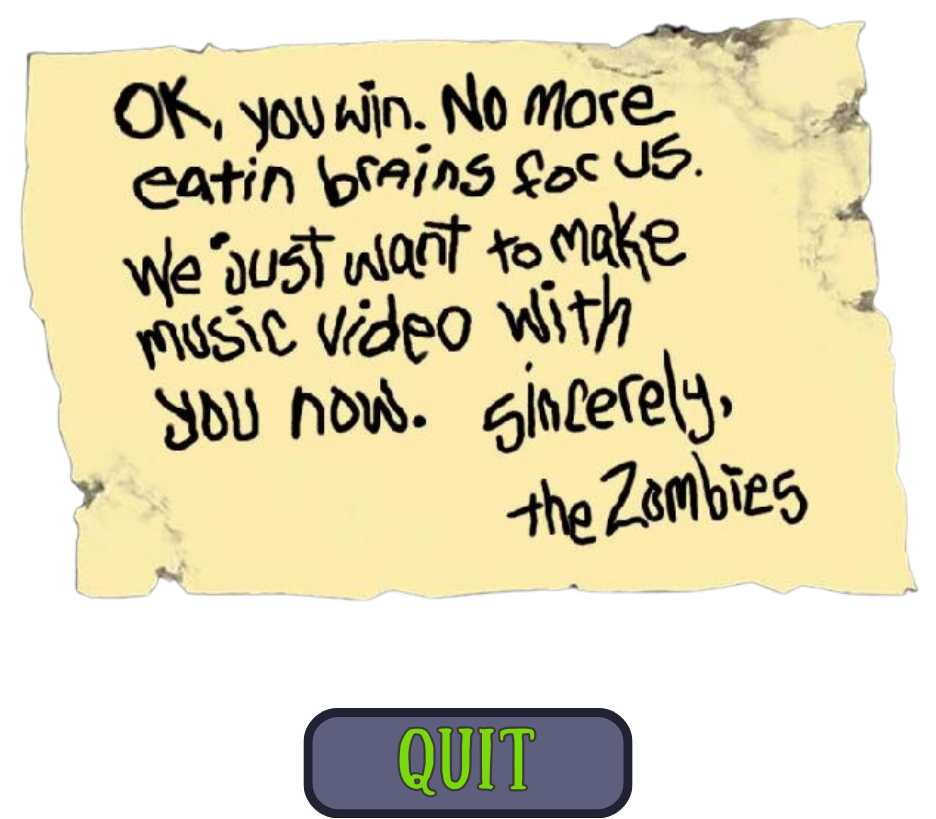 OK, you win. No more
eatin brains for us.
We just want to make
music video with
you now. sincerely,
the Zombies
QUIT